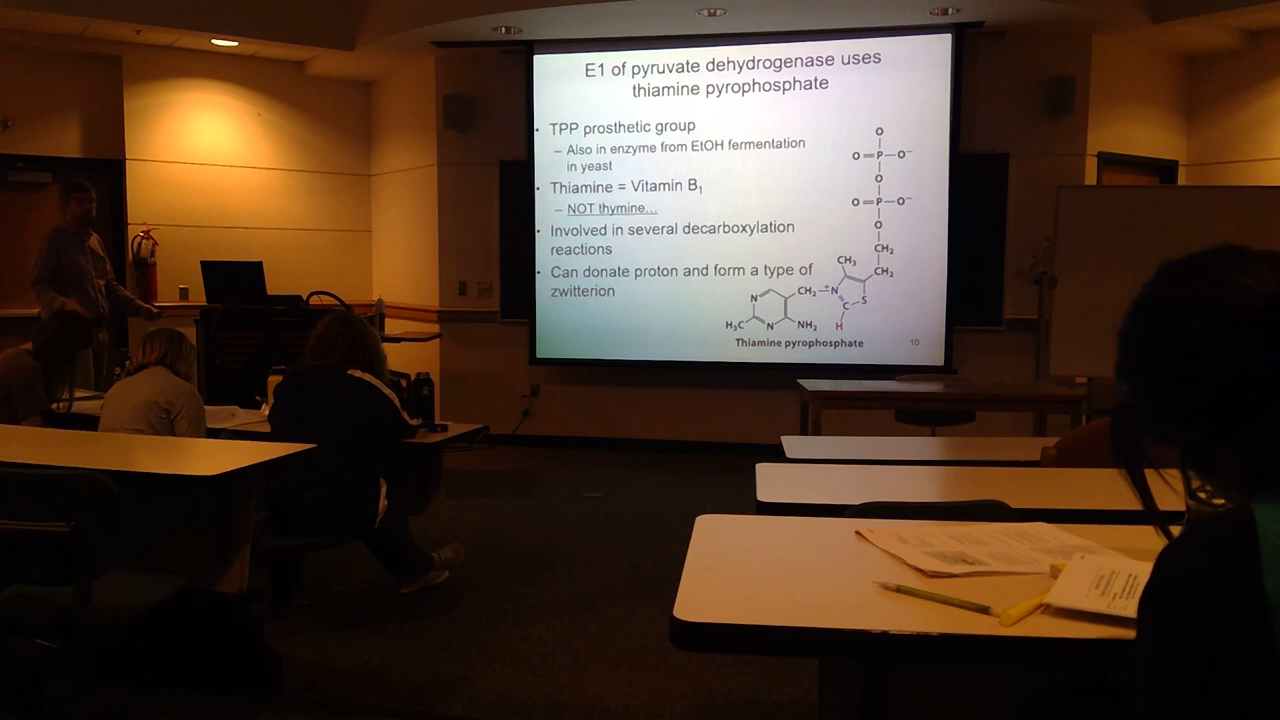 E1 of pyruvate dehydrogenase uses
thiamine pyrophosphate
• TPP prosthetic group
– Also in enzyme from EtOH fermentation
in yeast
• Thiamine = Vitamin B₁
– NOT thymine…
• Involved in several decarboxylation
reactions
• Can donate proton and form a type of
zwitterion
O
O=P—O⁻
O
O=P—O⁻
O
CH₂
CH₃
CH₂
N
CH₂
N
S
C
H₃C
N
NH₂
H
Thiamine pyrophosphate
10